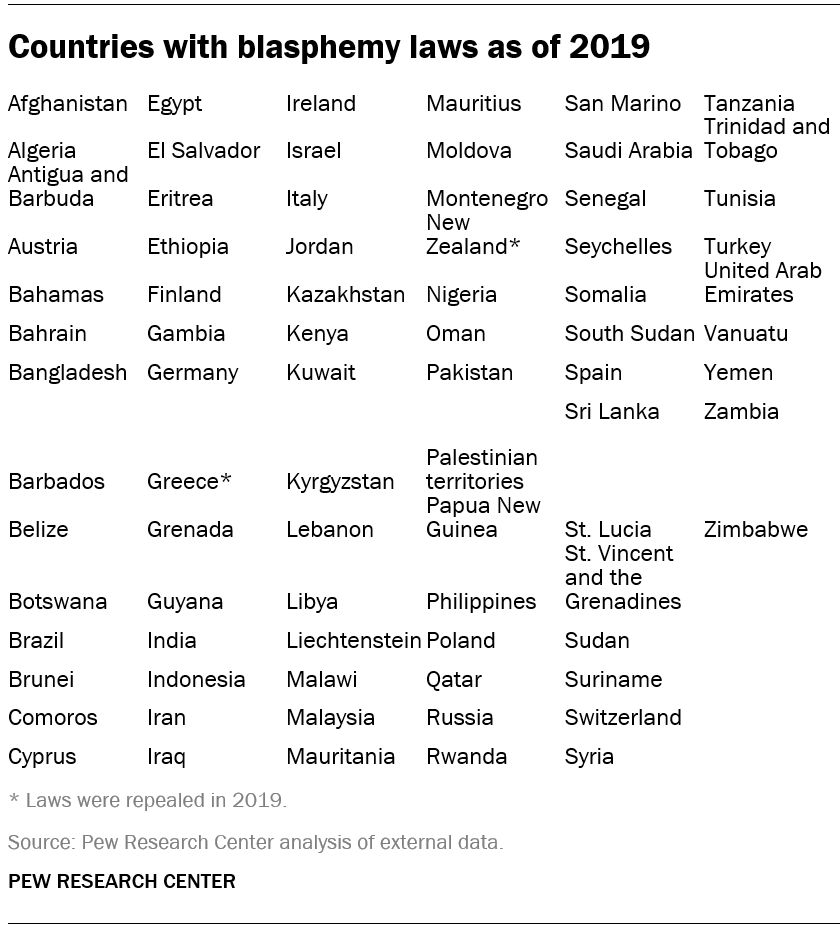 Countries with blasphemy laws as of 2019
Afghanistan Egypt Ireland Mauritius San Marino Tanzania
Algeria El Salvador Israel Moldova Saudi Arabia Trinidad and Tobago
Antigua and Barbuda Eritrea Italy Montenegro Senegal Tunisia
Austria Ethiopia Jordan New Zealand* Seychelles Turkey
Bahamas Finland Kazakhstan Nigeria Somalia United Arab Emirates
Bahrain Gambia Kenya Oman South Sudan Vanuatu
Bangladesh Germany Kuwait Pakistan Spain Yemen
Sri Lanka Zambia
Barbados Greece* Kyrgyzstan Palestinian territories
Belize Grenada Lebanon Papua New Guinea St. Lucia Zimbabwe
Botswana Guyana Libya Philippines St. Vincent and the Grenadines
Brazil India Liechtenstein Poland Sudan
Brunei Indonesia Malawi Qatar Suriname
Comoros Iran Malaysia Russia Switzerland
Cyprus Iraq Mauritania Rwanda Syria
* Laws were repealed in 2019.
Source: Pew Research Center analysis of external data.
PEW RESEARCH CENTER